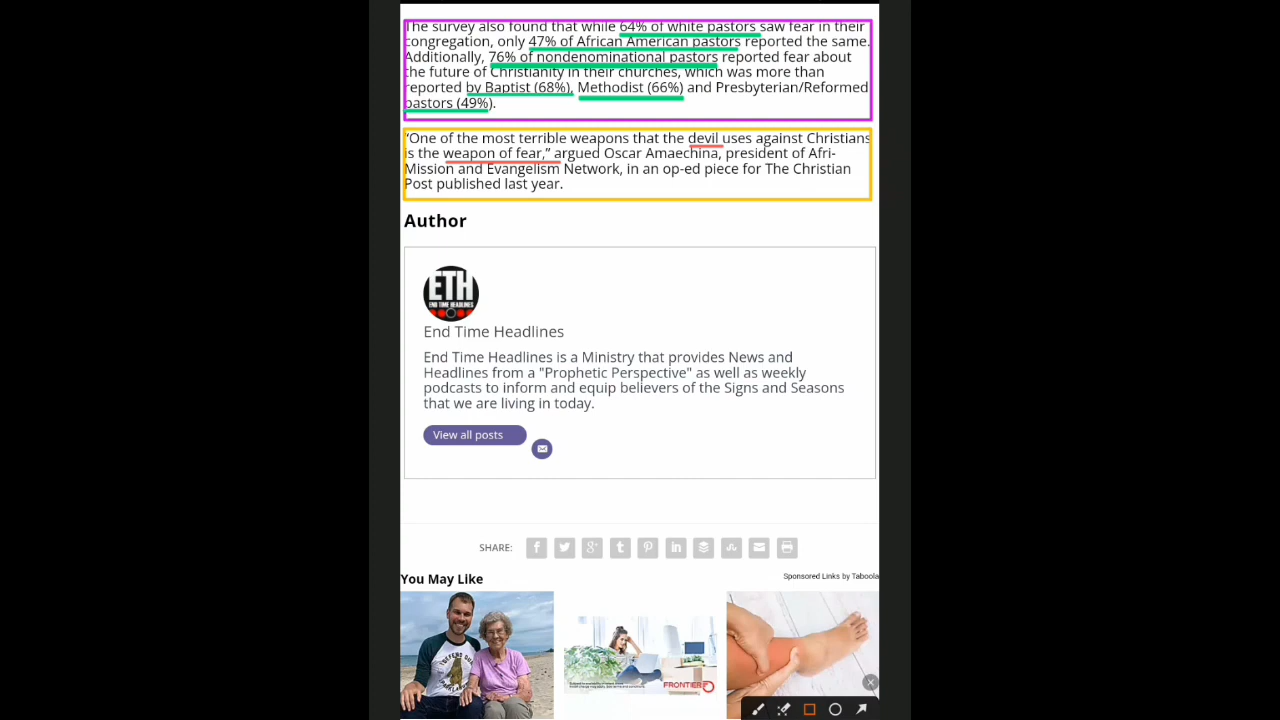 The survey also found that while 64% of white pastors saw fear in their
congregation, only 47% of African American pastors reported the same.
Additionally, 76% of nondenominational pastors reported fear about
the future of Christianity in their churches, which was more than
reported by Baptist (68%), Methodist (66%) and Presbyterian/Reformed
pastors (49%).
“One of the most terrible weapons that the devil uses against Christians
is the weapon of fear,” argued Oscar Amaechina, president of Afri-
Mission and Evangelism Network, in an op-ed piece for The Christian
Post published last year.
Author
ETH
END TIME HEADLINES
End Time Headlines
End Time Headlines is a Ministry that provides News and
Headlines from a "Prophetic Perspective" as well as weekly
podcasts to inform and equip believers of the Signs and Seasons
that we are living in today.
View all posts
SHARE:
You May Like
Sponsored Links by Taboola
FRONTIER